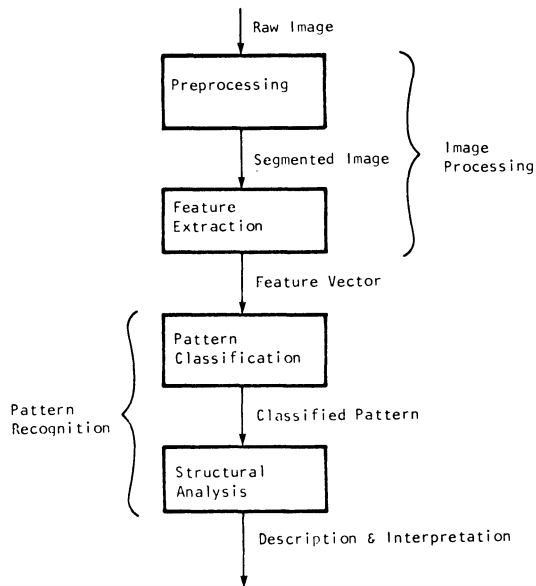 Raw Image
Preprocessing
Segmented Image
Image
Processing
Feature
Extraction
Feature Vector
Pattern
Classification
Pattern
Recognition
Classified Pattern
Structural
Analysis
Description & Interpretation